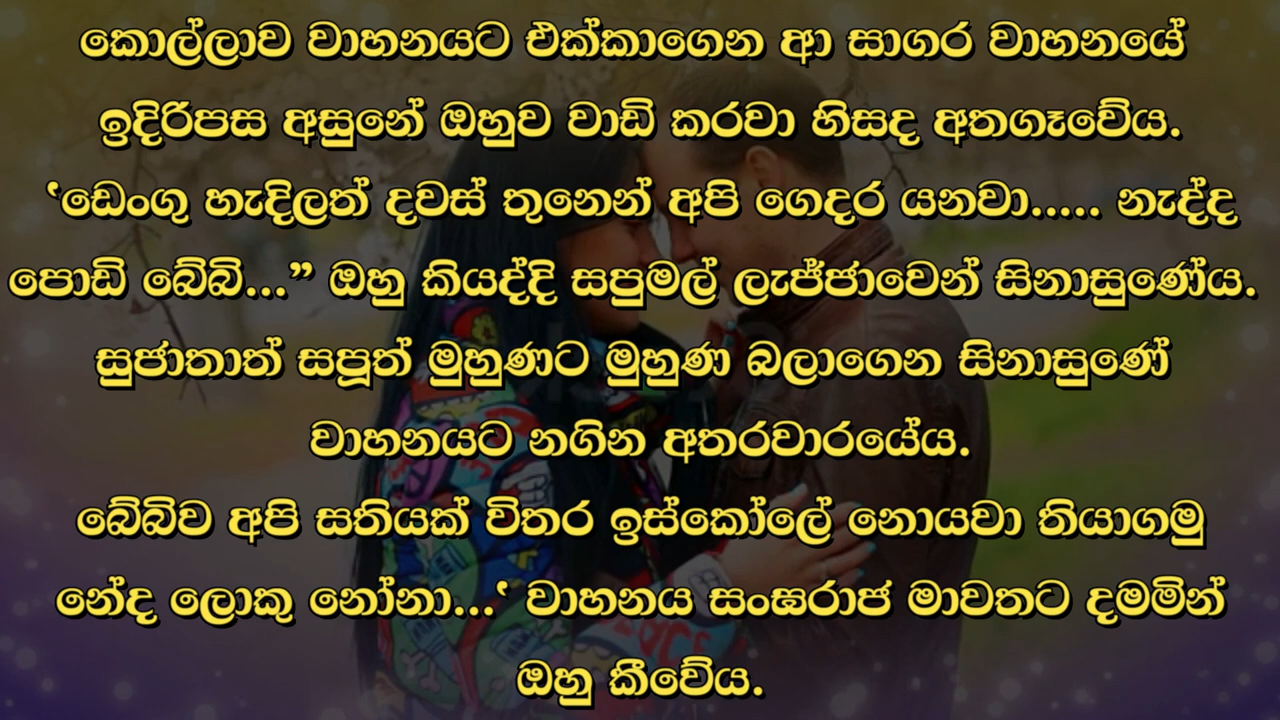 කොල්ලාව වාහනයට එක්කාගෙන ආ සාගර වාහනයේ
ඉදිරිපස අසුනේ ඔහුව වාඩි කරවා හිසද අතගෑවේය.
‛ඩෙංගු හැදිලත් දවස් තුනෙන් අපි ගෙදර යනවා..... නැද්ද
පොඩි බේබි...” ඔහු කියද්දි සපුමල් ලැජ්ජාවෙන් සිනාසුණේය.
සුජාතාත් සපූත් මුහුණට මුහුණ බලාගෙන සිනාසුණේ
වාහනයට නගින අතරවාරයේය.
බේබිව අපි සතියක් විතර ඉස්කෝලේ නොයවා තියාගමු
නේද ලොකු නෝනා...‛ වාහනය සංඝරාජ මාවතට දමමින්
ඔහු කීවේය.